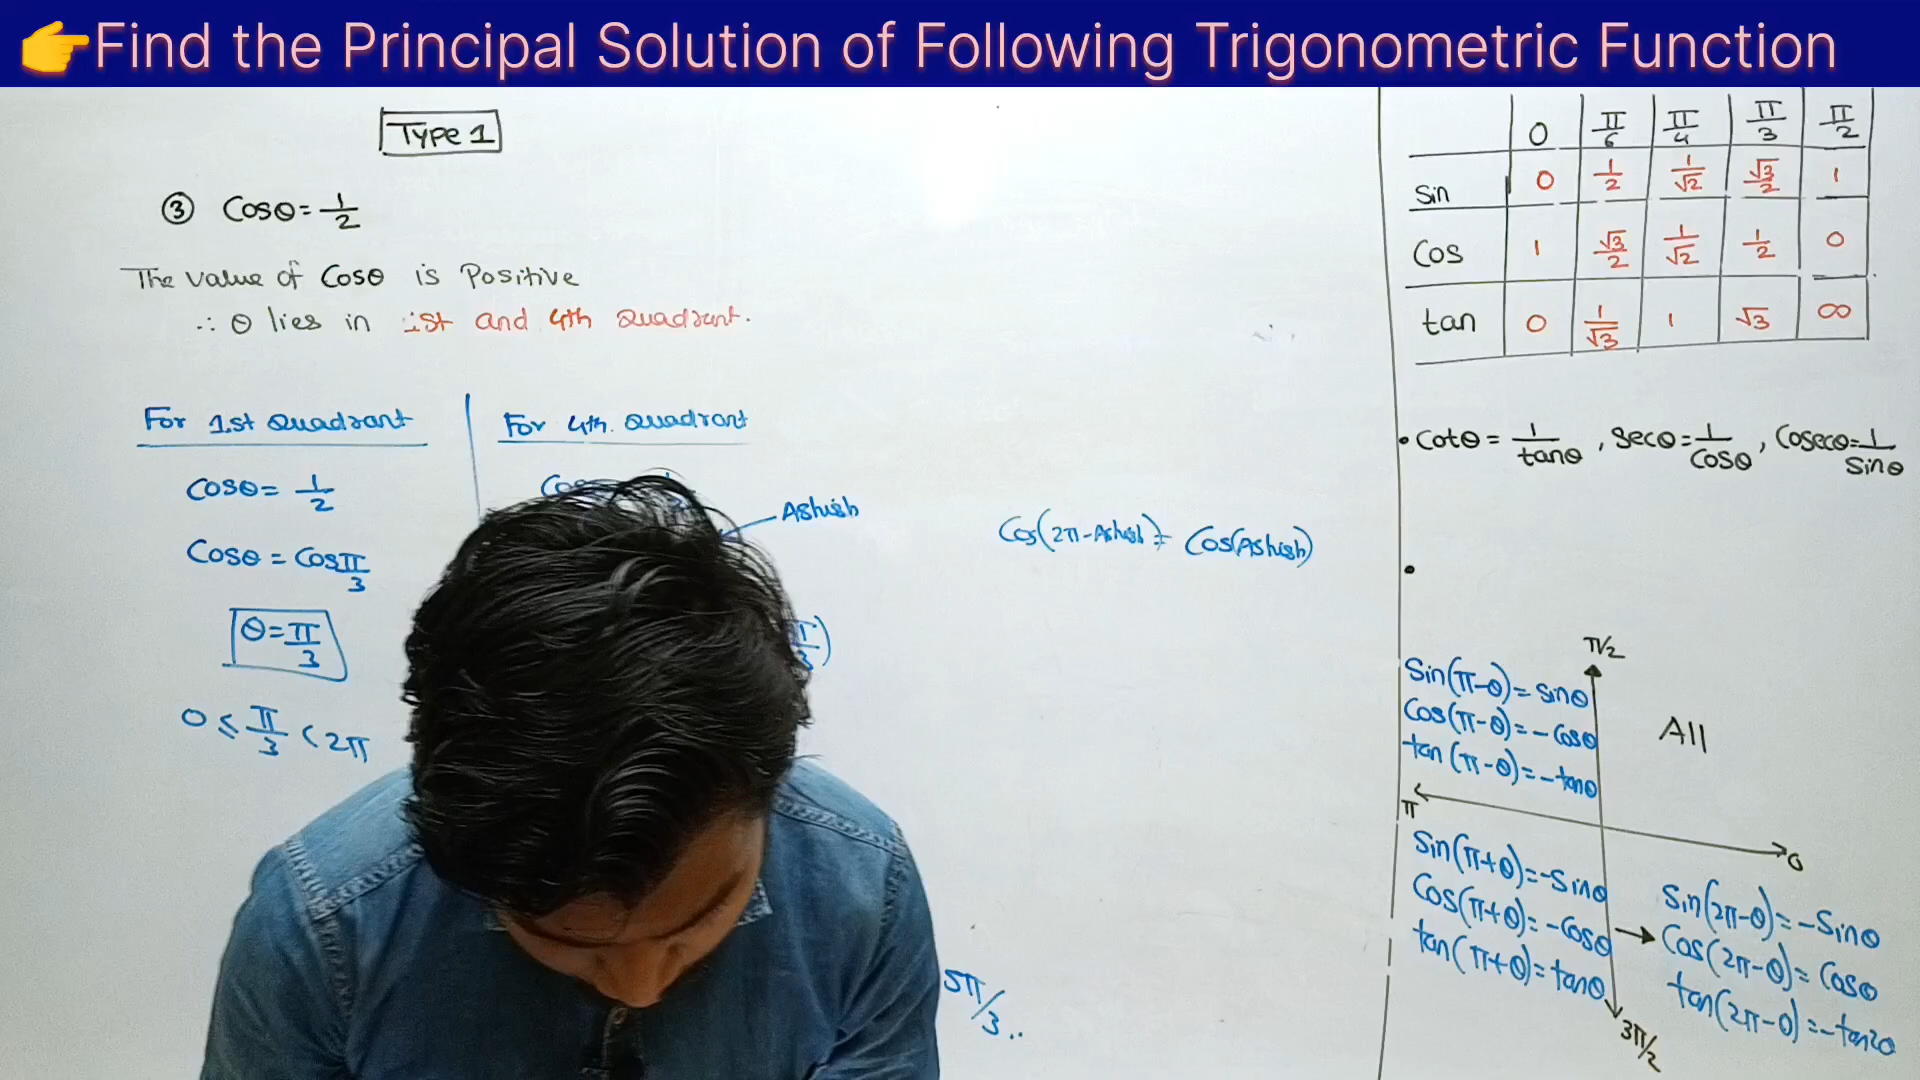 👉Find the Principal Solution of Following Trigonometric Function
Type 1
③ Cosθ = 1/2
The value of Cosθ is Positive
∴ θ lies in 1st and 4th Quadrant.
For 1st Quadrant
Cosθ = 1/2
Cosθ = Cos π/3
θ = π/3
0 ≤ π/3 < 2π
For 4th. Quadrant
Ashish
π/3)
5π/3..
Cos(2π-Ashish) = Cos(Ashish)
0 π/6 π/4 π/3 π/2
Sin 0 1/2 1/√2 √3/2 1
Cos 1 √3/2 1/√2 1/2 0
tan 0 1/√3 1 √3 ∞
• Cotθ = 1/tanθ , Secθ = 1/Cosθ , Cosecθ = 1/Sinθ
•
π/2
Sin(π-θ) = Sinθ
Cos(π-θ) = -Cosθ
tan(π-θ) = -tanθ
All
π
0
Sin(π+θ) = -Sinθ
Cos(π+θ) = -Cosθ
tan(π+θ) = tanθ
Sin(2π-θ) = -Sinθ
Cos(2π-θ) = Cosθ
3π/2